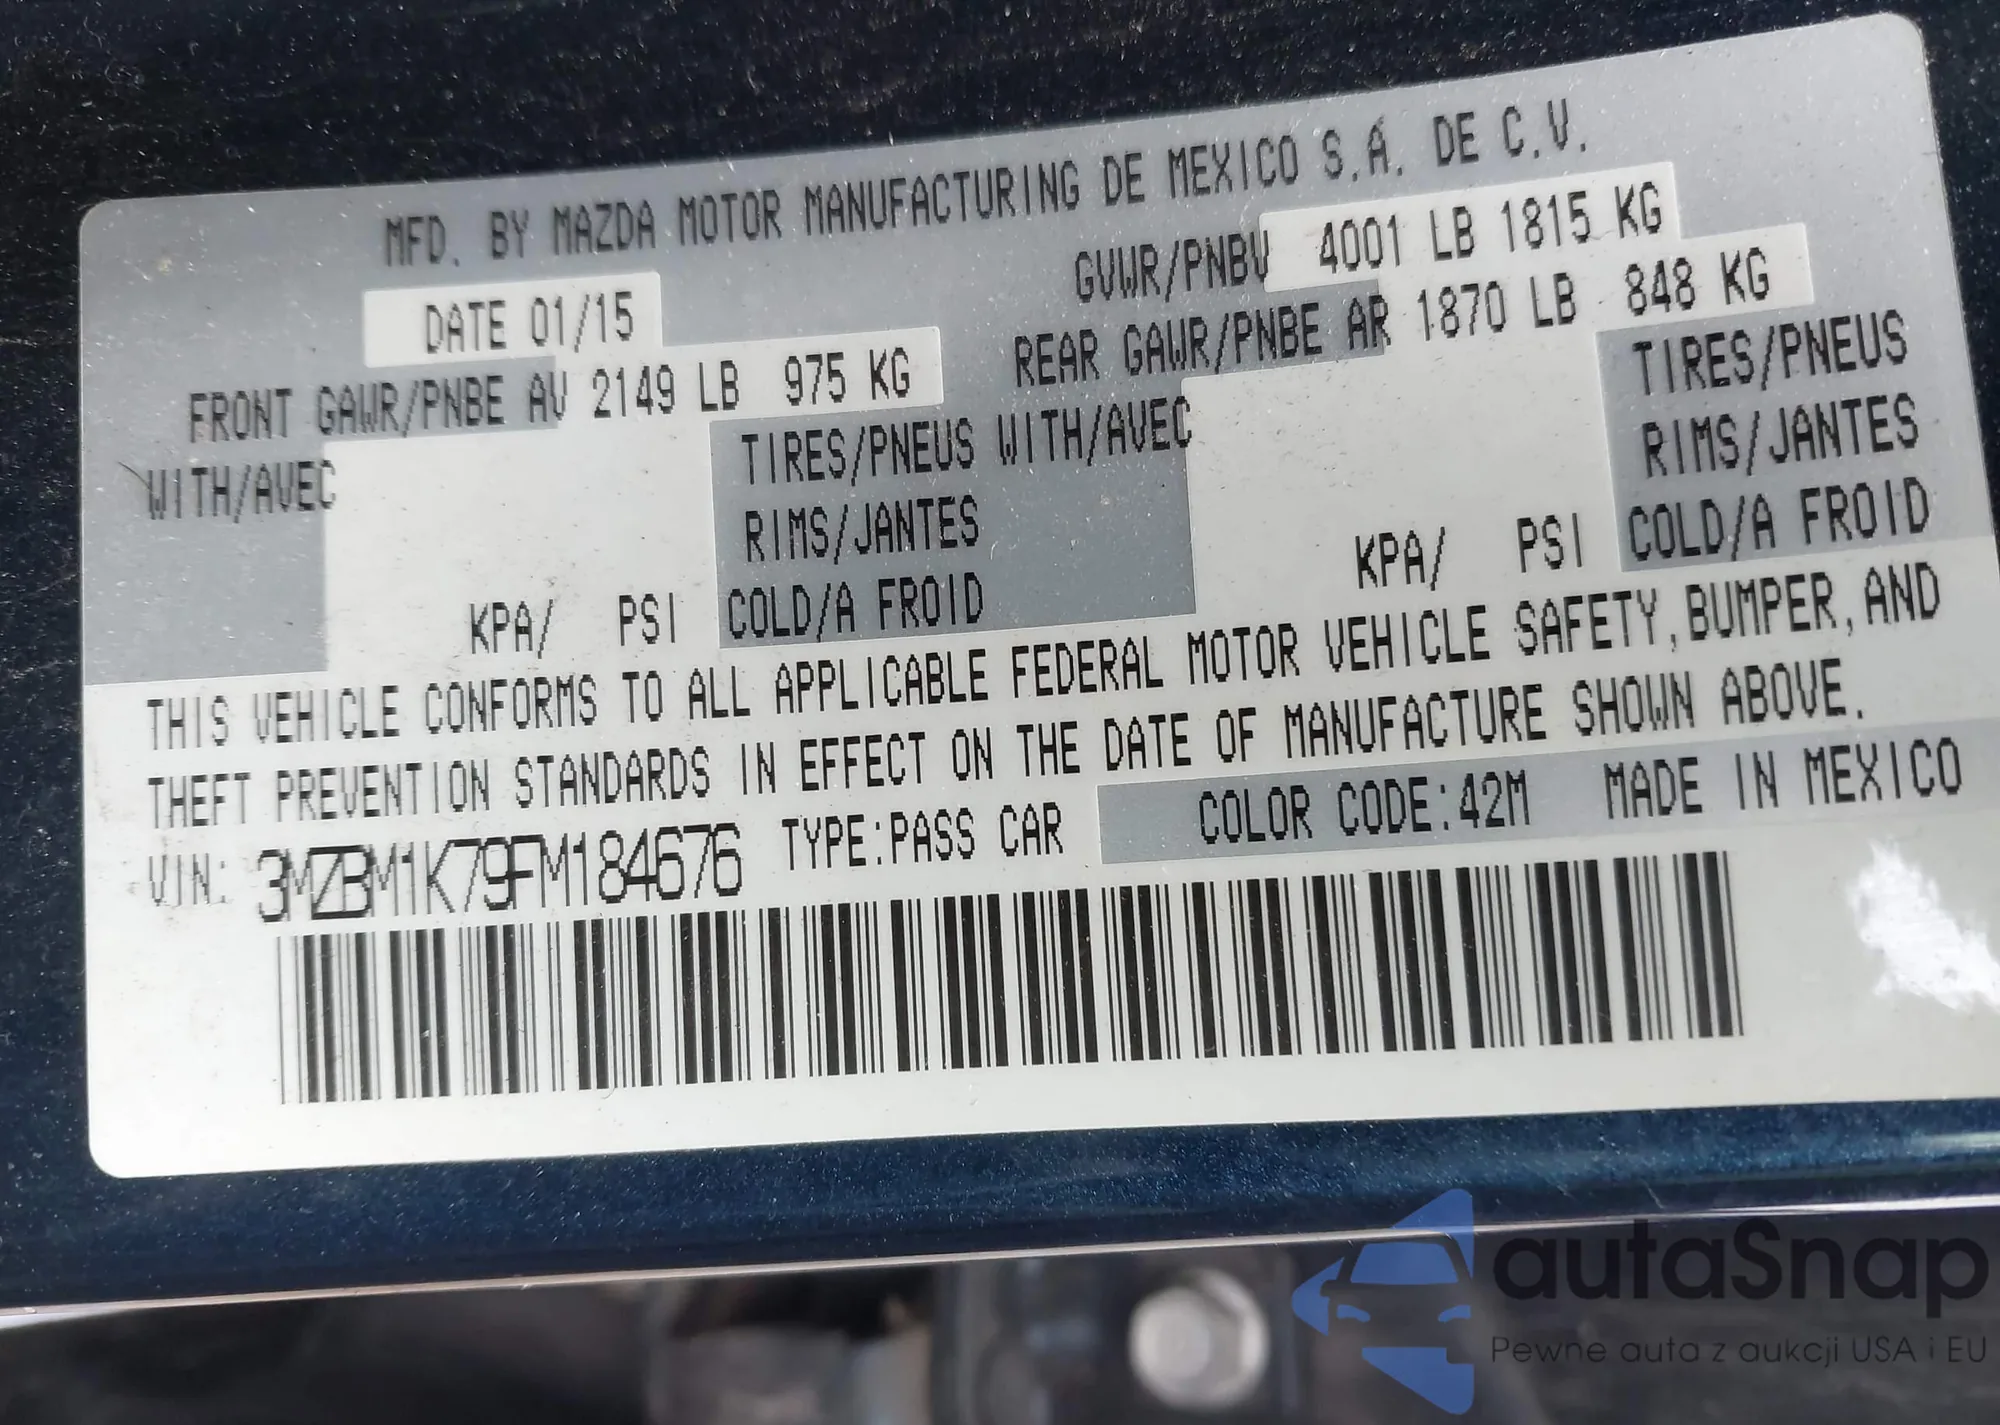 MFD. BY MAZDA MOTOR MANUFACTURING DE MEXICO S.A. DE C.V.
DATE 01/15
GVWR/PNBV 4001 LB 1815 KG
FRONT GAWR/PNBE AV 2149 LB 975 KG
REAR GAWR/PNBE AR 1870 LB 848 KG
WITH/AVEC
TIRES/PNEUS
WITH/AVEC
TIRES/PNEUS
RIMS/JANTES
RIMS/JANTES
KPA/ PSI COLD/A FROID
KPA/ PSI COLD/A FROID
THIS VEHICLE CONFORMS TO ALL APPLICABLE FEDERAL MOTOR VEHICLE SAFETY, BUMPER, AND
THEFT PREVENTION STANDARDS IN EFFECT ON THE DATE OF MANUFACTURE SHOWN ABOVE.
VIN: 3MZBM1K79FM184676 TYPE:PASS CAR COLOR CODE:42M MADE IN MEXICO
autaSnap
Pewne auta z aukcji USA i EU